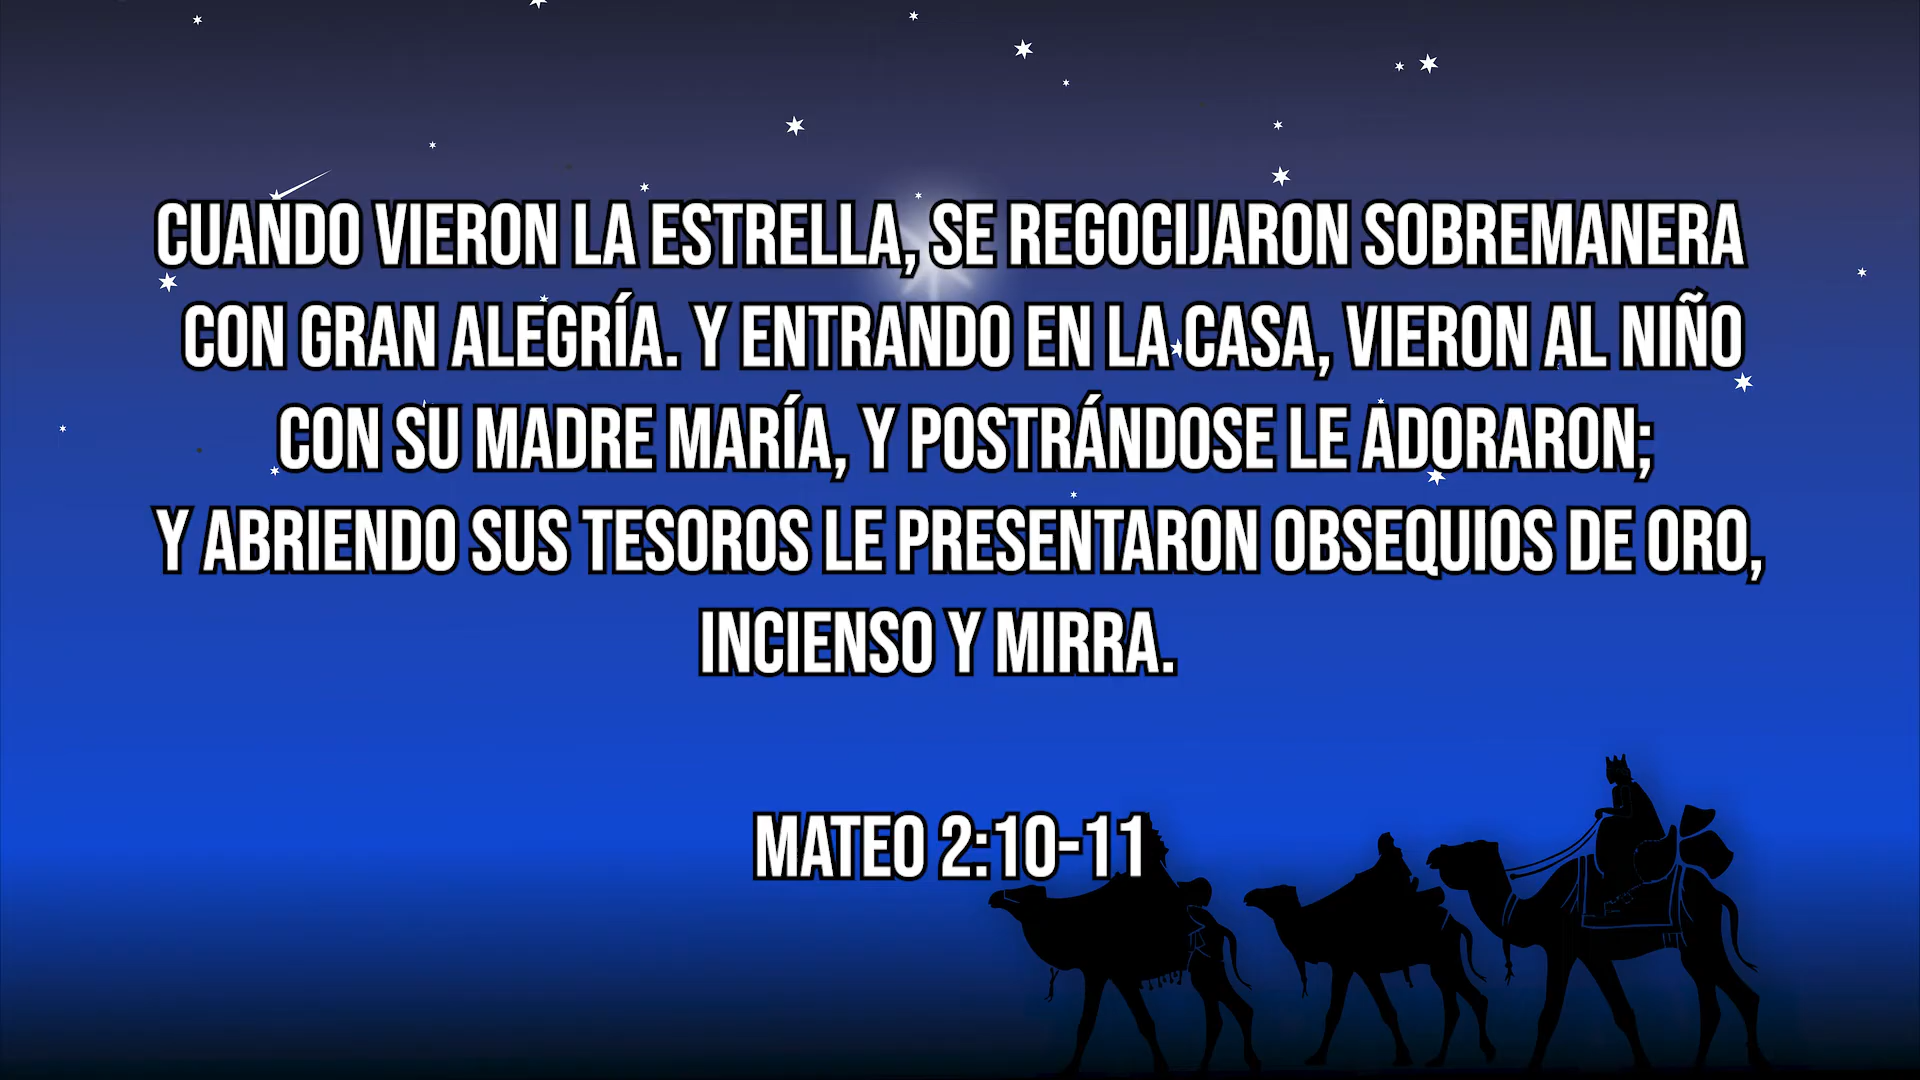 CUANDO VIERON LA ESTRELLA, SE REGOCIJARON SOBREMANERA
CON GRAN ALEGRÍA. Y ENTRANDO EN LA CASA, VIERON AL NIÑO
CON SU MADRE MARÍA, Y POSTRÁNDOSE LE ADORARON;
Y ABRIENDO SUS TESOROS LE PRESENTARON OBSEQUIOS DE ORO,
INCIENSO Y MIRRA.
MATEO 2:10-11